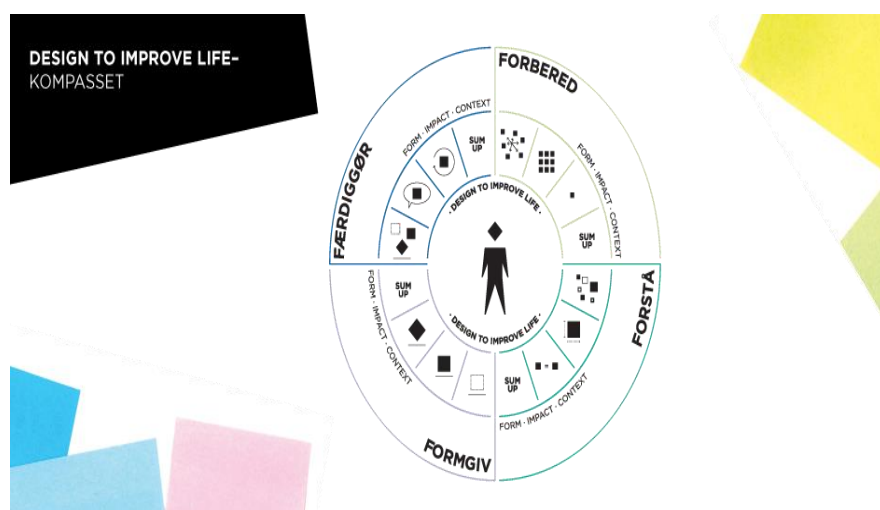 DESIGN TO IMPROVE LIFE–
KOMPASSET
FORBERED
FORM · IMPACT · CONTEXT
SUM
UP
FORSTÅ
FORM · IMPACT · CONTEXT
SUM
UP
FORMGIV
FORM · IMPACT · CONTEXT
SUM
UP
FÆRDIGGØR
FORM · IMPACT · CONTEXT
SUM
UP
· DESIGN TO IMPROVE LIFE ·
· DESIGN TO IMPROVE LIFE ·